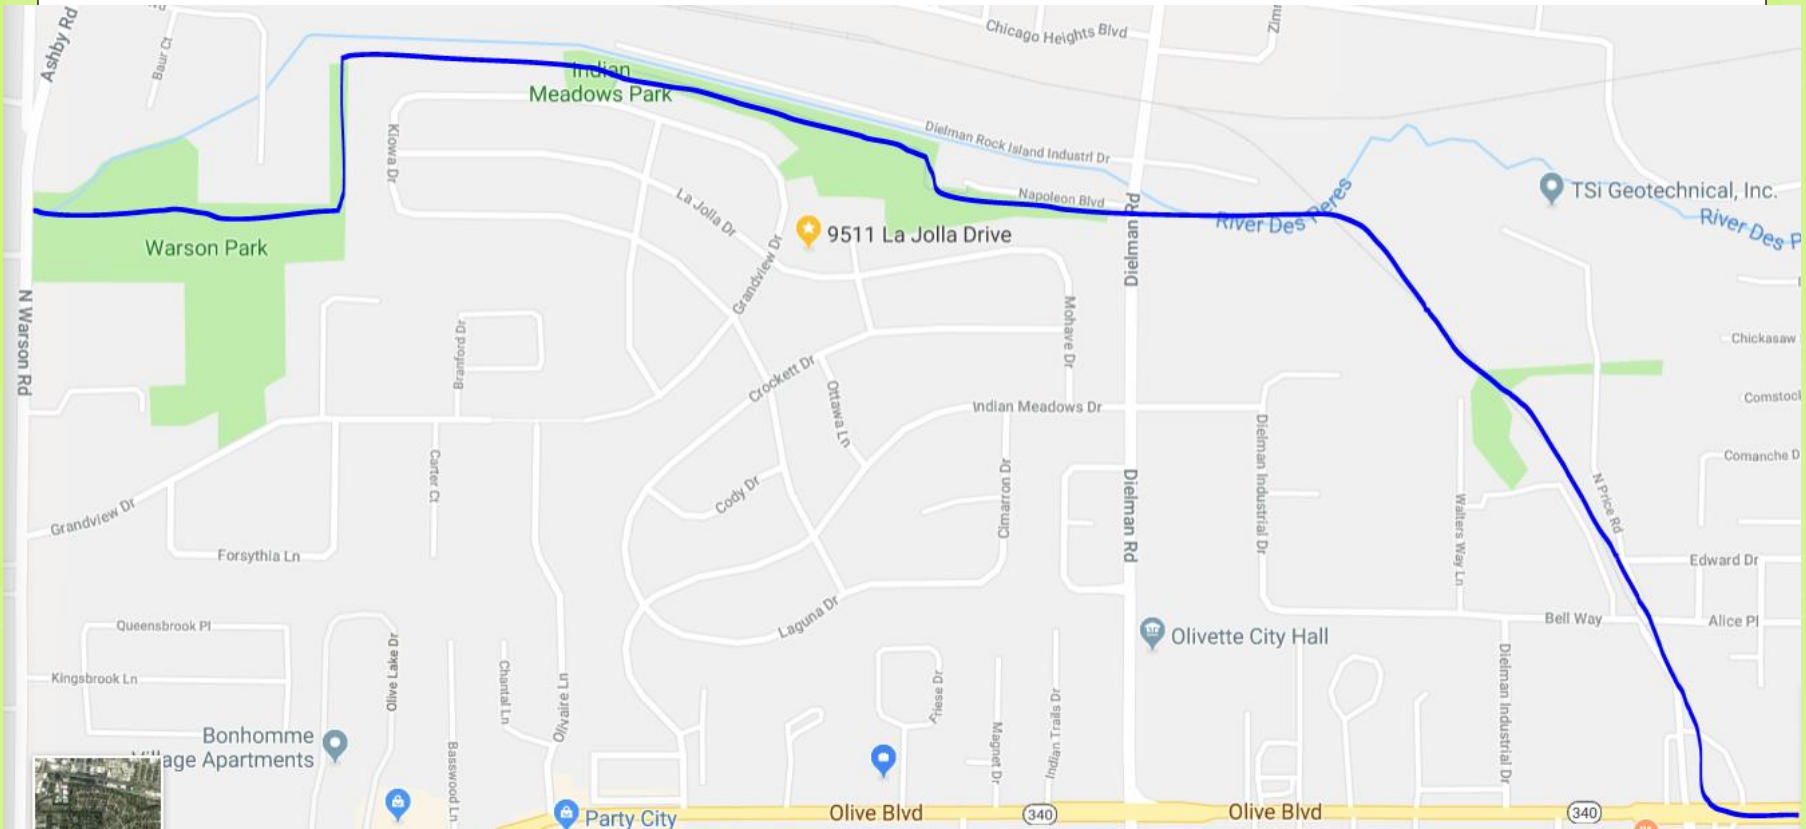 Ashby Rd
Baur Ct
Chicago Heights Blvd
Indian
Meadows Park
Kiowa Dr
Dielman Rock Island Industrl Dr
Napoleon Blvd
River Des Peres
TSi Geotechnical, Inc.
River Des P
La Jolla Dr
9511 La Jolla Drive
Warson Park
Grandview Dr
Dielman Rd
N Warson Rd
Branford Dr
Mohave Dr
Crockett Dr
Chickasaw
Ottawa Ln
Indian Meadows Dr
Comstock
Dielman Industrial Dr
Carter Ct
Cody Dr
Cimarron Dr
Dielman Rd
N Price Rd
Comanche D
Walters Way Ln
Grandview Dr
Forsythia Ln
Edward Dr
Laguna Dr
Bell Way
Alice Pl
Queensbrook Pl
Olive Lake Dr
Olivette City Hall
Kingsbrook Ln
Chantal Ln
Olivaire Ln
Friese Dr
Magnet Dr
Indian Trails Dr
Dielman Industrial Dr
Bonhomme
Village Apartments
Basswood Ln
Party City
Olive Blvd
340
Olive Blvd
340